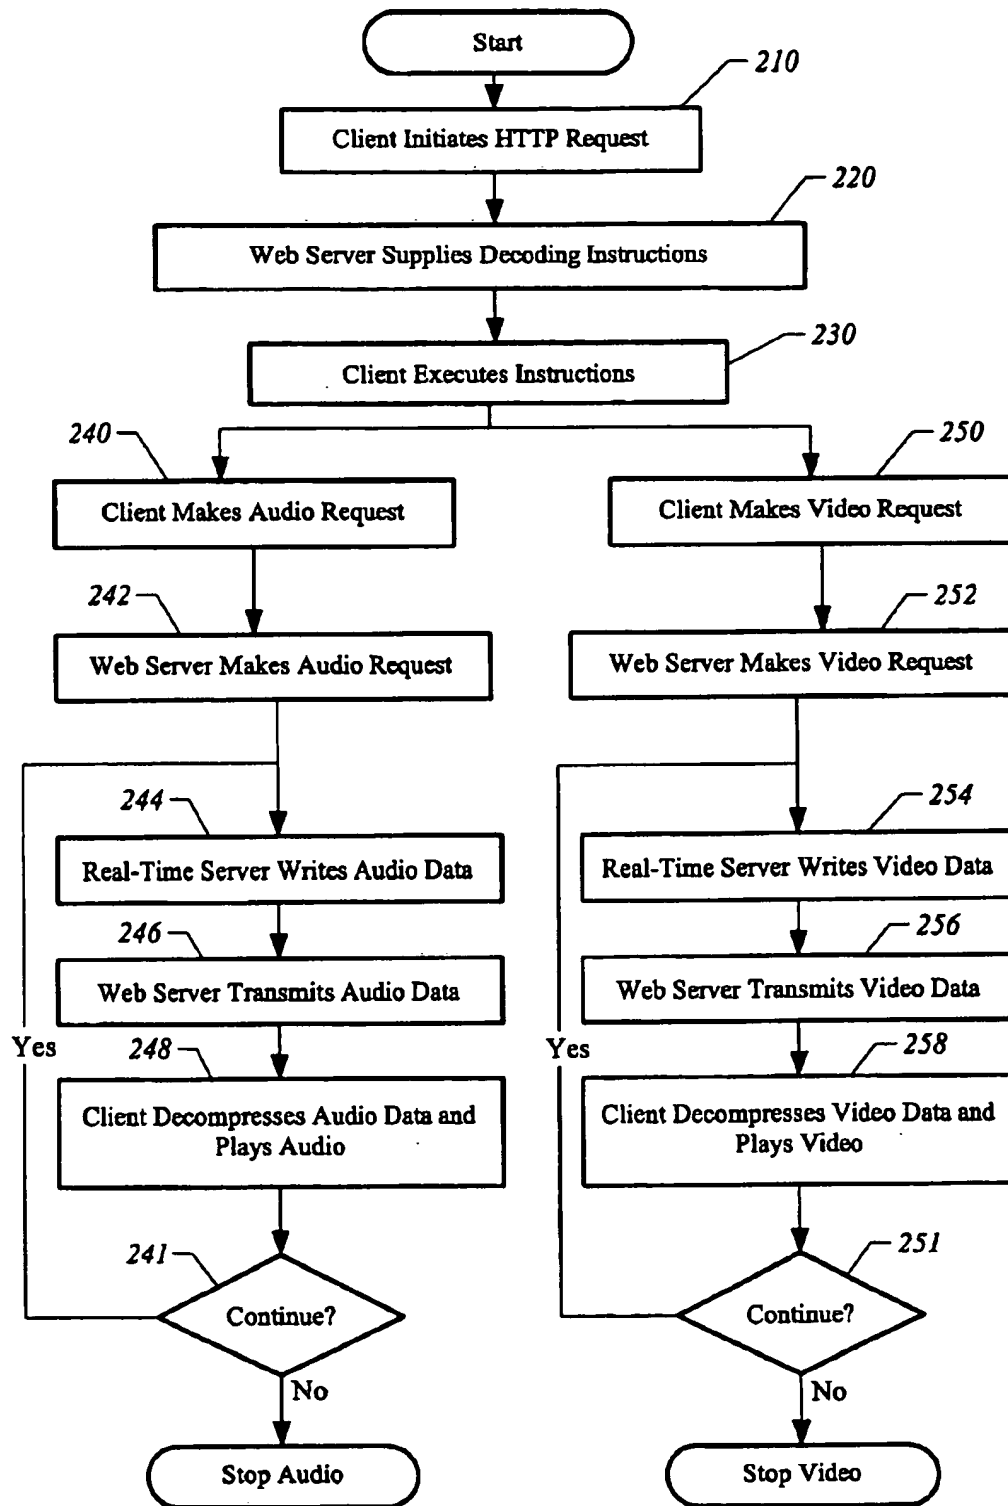 Start
210
Client Initiates HTTP Request
220
Web Server Supplies Decoding Instructions
230
Client Executes Instructions
240
Client Makes Audio Request
242
Web Server Makes Audio Request
244
Real-Time Server Writes Audio Data
246
Web Server Transmits Audio Data
Yes
248
Client Decompresses Audio Data and
Plays Audio
241
Continue?
No
Stop Audio
250
Client Makes Video Request
252
Web Server Makes Video Request
254
Real-Time Server Writes Video Data
256
Web Server Transmits Video Data
Yes
258
Client Decompresses Video Data and
Plays Video
251
Continue?
No
Stop Video